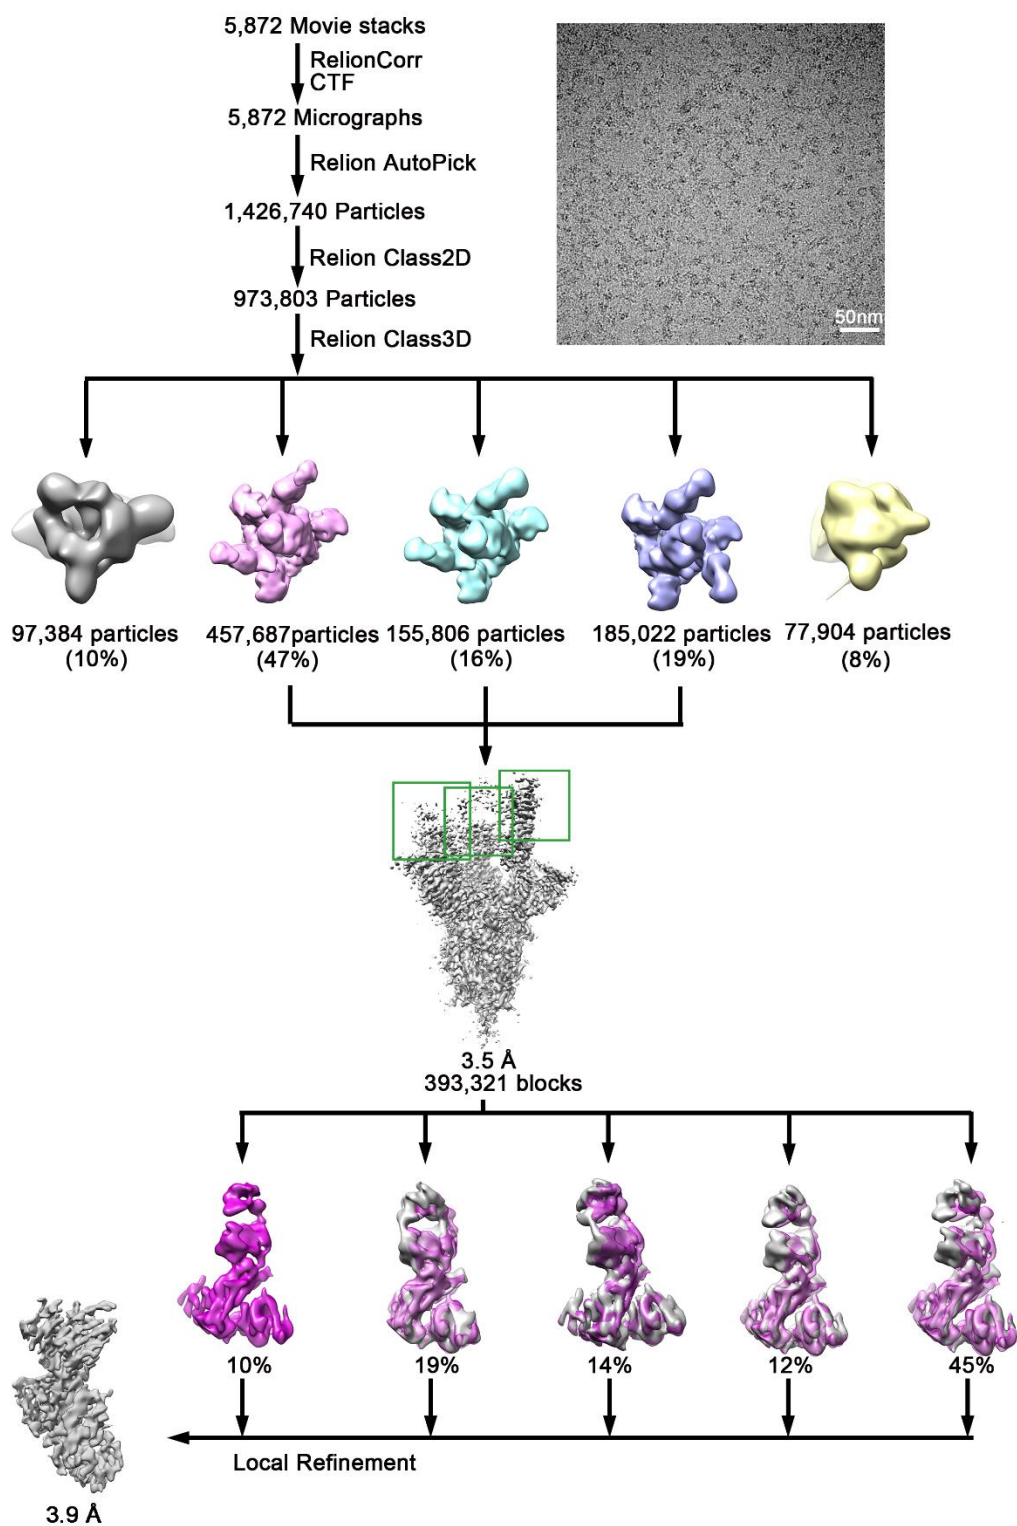 5,872 Movie stacks
RelionCorr
CTF
5,872 Micrographs
Relion AutoPick
1,426,740 Particles
Relion Class2D
973,803 Particles
Relion Class3D
50nm
97,384 particles
(10%)
457,687particles
(47%)
155,806 particles
(16%)
185,022 particles
(19%)
77,904 particles
(8%)
3.5 Å
393,321 blocks
10%
19%
14%
12%
45%
Local Refinement
3.9 Å